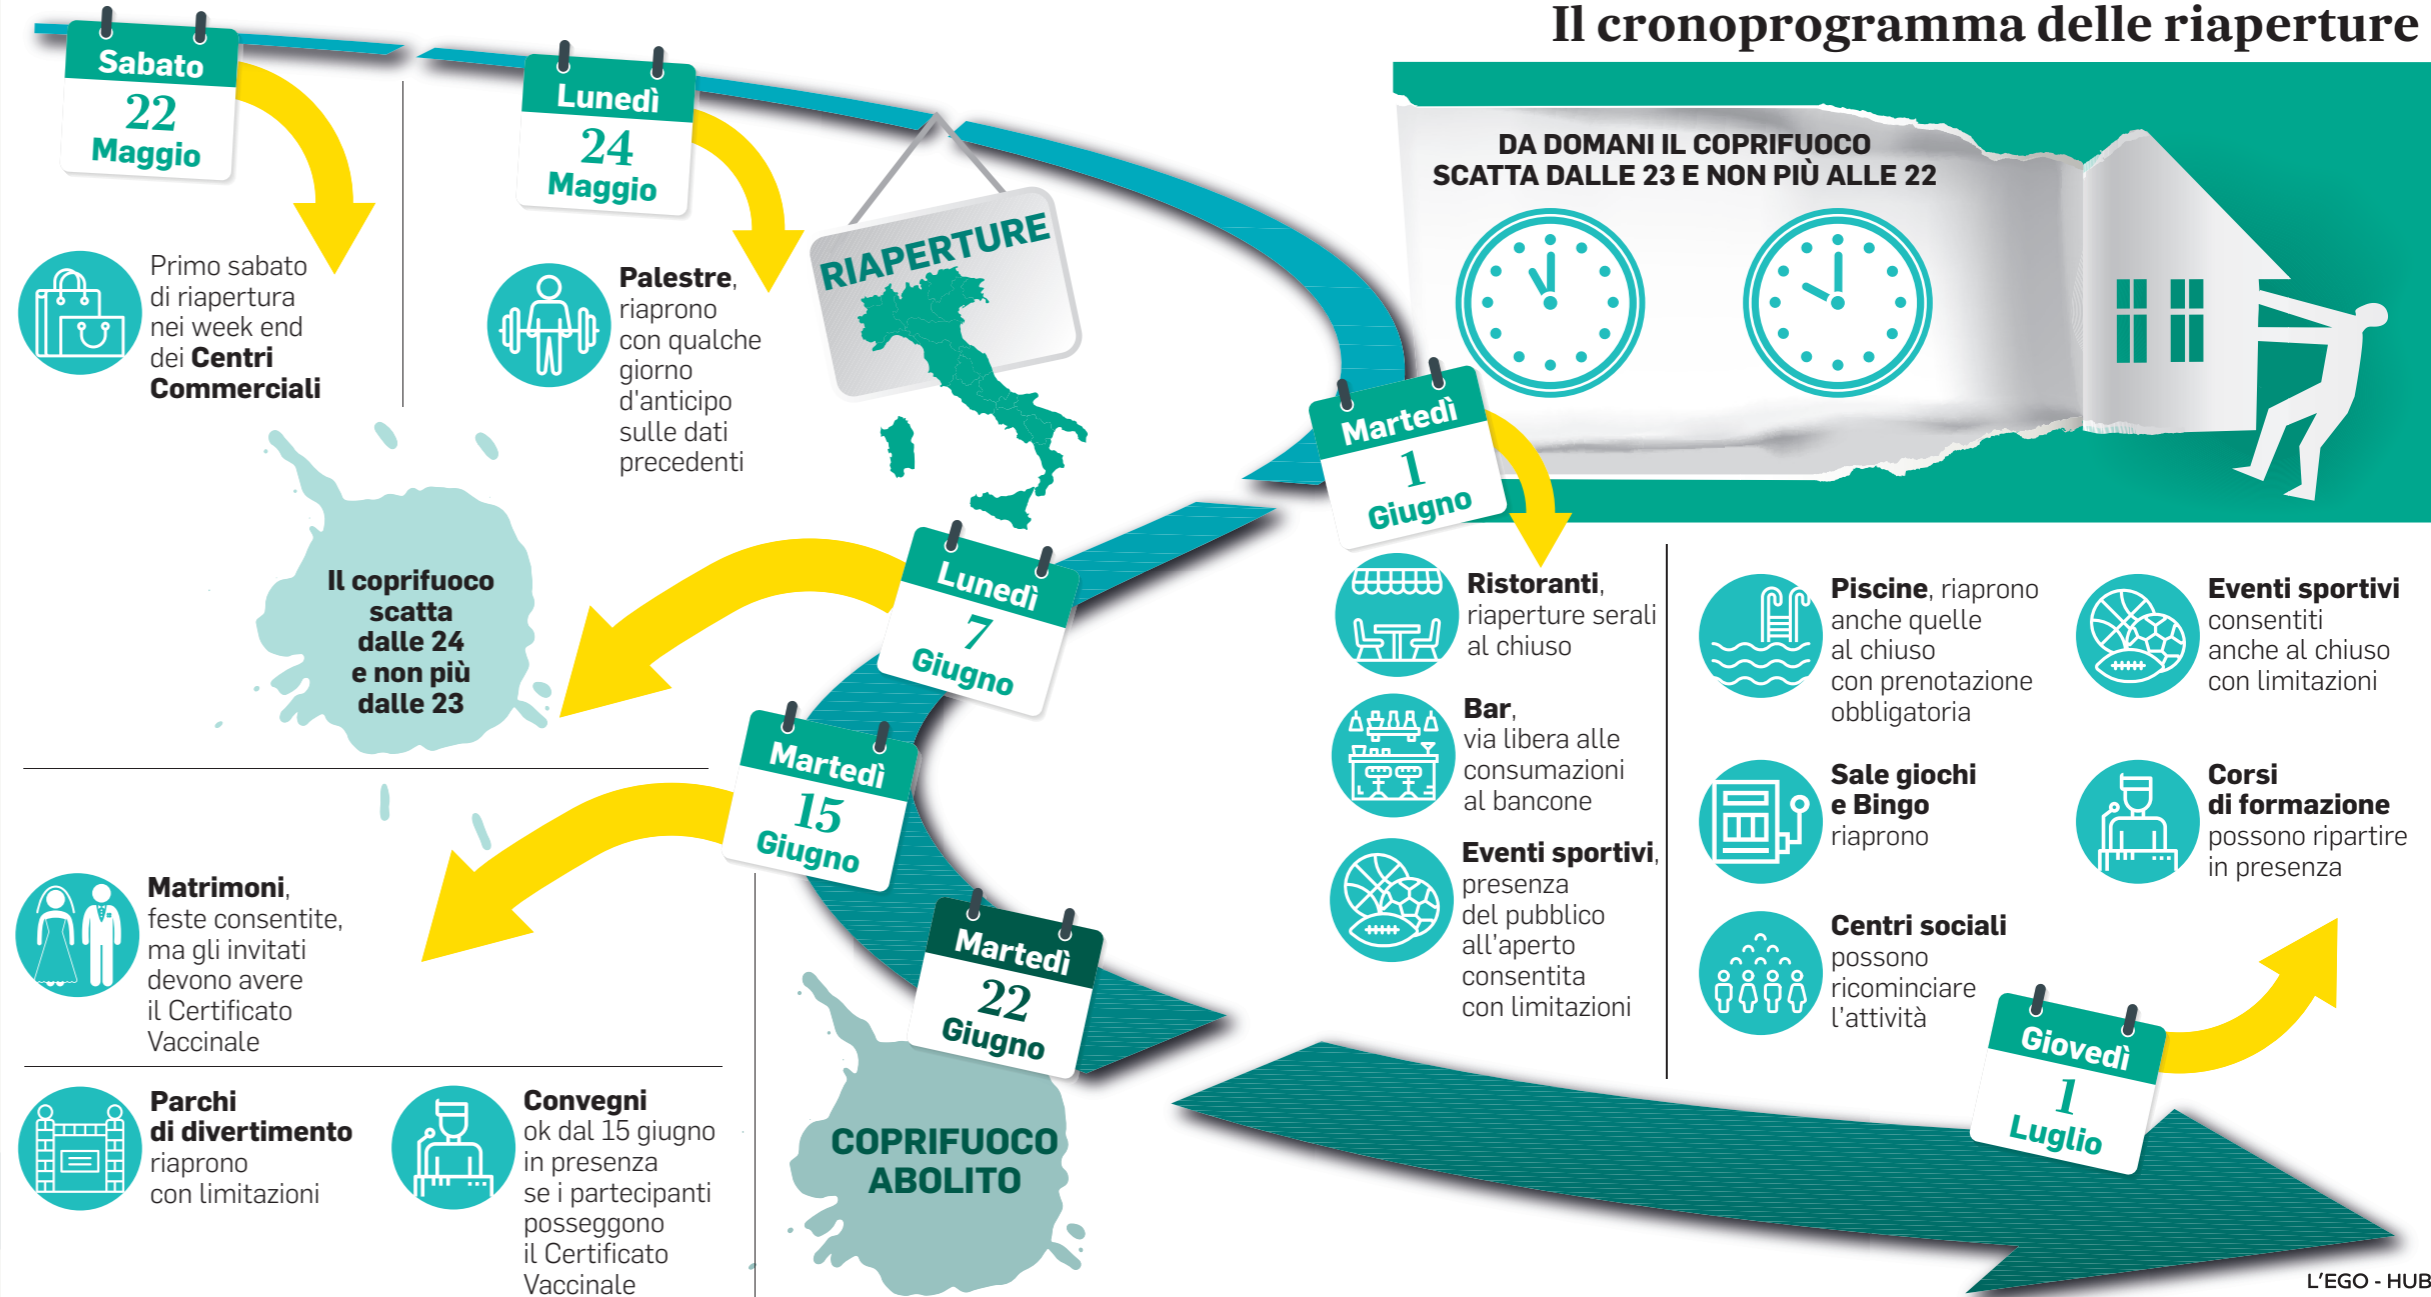 Il cronoprogramma delle riaperture
Sabato
22
Maggio
Primo sabato
di riapertura
nei week end
dei Centri
Commerciali
Lunedì
24
Maggio
Palestre,
riaprono
con qualche
giorno
d'anticipo
sulle dati
precedenti
RIAPERTURE
DA DOMANI IL COPRIFUOCO
SCATTA DALLE 23 E NON PIÙ ALLE 22
Martedì
1
Giugno
Ristoranti,
riaperture serali
al chiuso
Bar,
via libera alle
consumazioni
al bancone
Eventi sportivi,
presenza
del pubblico
all'aperto
consentita
con limitazioni
Lunedì
7
Giugno
Il coprifuoco
scatta
dalle 24
e non più
dalle 23
Martedì
15
Giugno
Matrimoni,
feste consentite,
ma gli invitati
devono avere
il Certificato
Vaccinale
Parchi
di divertimento
riaprono
con limitazioni
Convegni
ok dal 15 giugno
in presenza
se i partecipanti
posseggono
il Certificato
Vaccinale
Martedì
22
Giugno
COPRIFUOCO
ABOLITO
Piscine, riaprono
anche quelle
al chiuso
con prenotazione
obbligatoria
Eventi sportivi
consentiti
anche al chiuso
con limitazioni
Sale giochi
e Bingo
riaprono
Corsi
di formazione
possono ripartire
in presenza
Centri sociali
possono
ricominciare
l'attività
Giovedì
1
Luglio
L'EGO - HUB